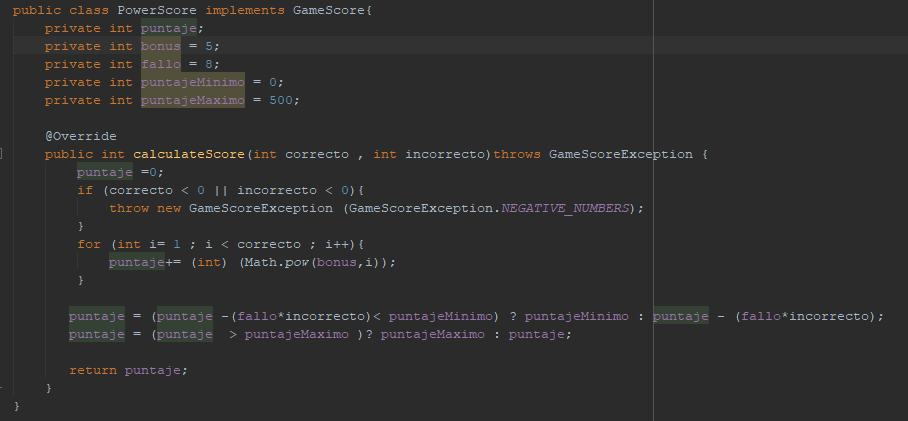 public class PowerScore implements GameScore{
private int puntaje;
private int bonus = 5;
private int fallo = 8;
private int puntajeMinimo = 0;
private int puntajeMaximo = 500;
@Override
public int calculateScore(int correcto , int incorrecto)throws GameScoreException {
puntaje =0;
if (correcto < 0 || incorrecto < 0){
throw new GameScoreException (GameScoreException.NEGATIVE_NUMBERS);
}
for (int i= 1 ; i < correcto ; i++){
puntaje+= (int) (Math.pow(bonus,i));
}
puntaje = (puntaje -(fallo*incorrecto)< puntajeMinimo) ? puntajeMinimo : puntaje - (fallo*incorrecto);
puntaje = (puntaje  > puntajeMaximo )? puntajeMaximo : puntaje;
return puntaje;
}
}